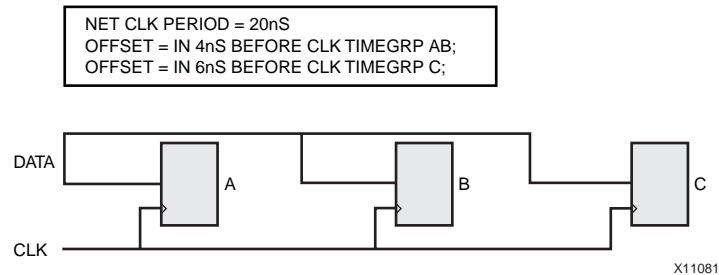 NET CLK PERIOD = 20nS
OFFSET = IN 4nS BEFORE CLK TIMEGRP AB;
OFFSET = IN 6nS BEFORE CLK TIMEGRP C;
DATA
A
B
C
CLK
X11081